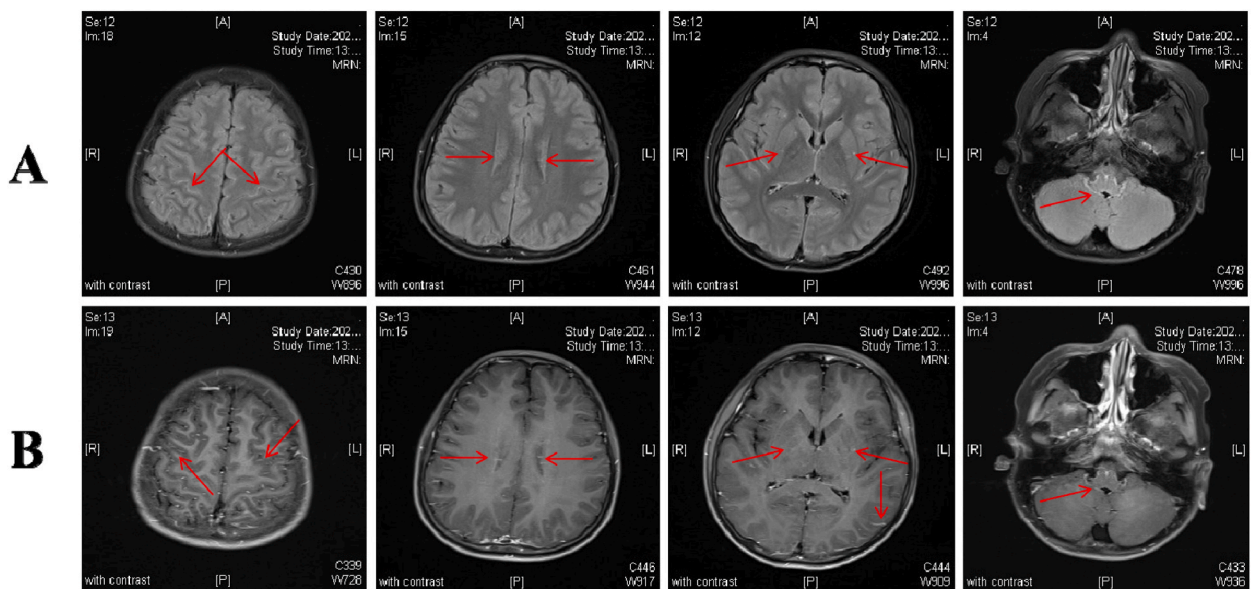 A
Se:12
Im:18
[A]
.
Study Date:202...
Study Time:13:...
MRN:
[R]
[L]
with contrast
[P]
C430
W896
Se:12
Im:15
[A]
.
Study Date:202...
Study Time:13:...
MRN:
[R]
[L]
with contrast
[P]
C461
W944
Se:12
Im:12
[A]
.
Study Date:202...
Study Time:13:...
MRN:
[R]
[L]
with contrast
[P]
C492
W996
Se:12
Im:4
[A]
.
Study Date:202...
Study Time:13:...
MRN:
[R]
[L]
with contrast
[P]
C478
W996
B
Se:13
Im:19
[A]
.
Study Date:202...
Study Time:13:...
MRN:
[R]
[L]
with contrast
[P]
C339
W728
Se:13
Im:15
[A]
.
Study Date:202...
Study Time:13:...
MRN:
[R]
[L]
with contrast
[P]
C446
W917
Se:13
Im:12
[A]
.
Study Date:202...
Study Time:13:...
MRN:
[R]
[L]
with contrast
[P]
C444
W909
Se:13
Im:4
[A]
.
Study Date:202...
Study Time:13:...
MRN:
[R]
[L]
with contrast
[P]
C433
W936